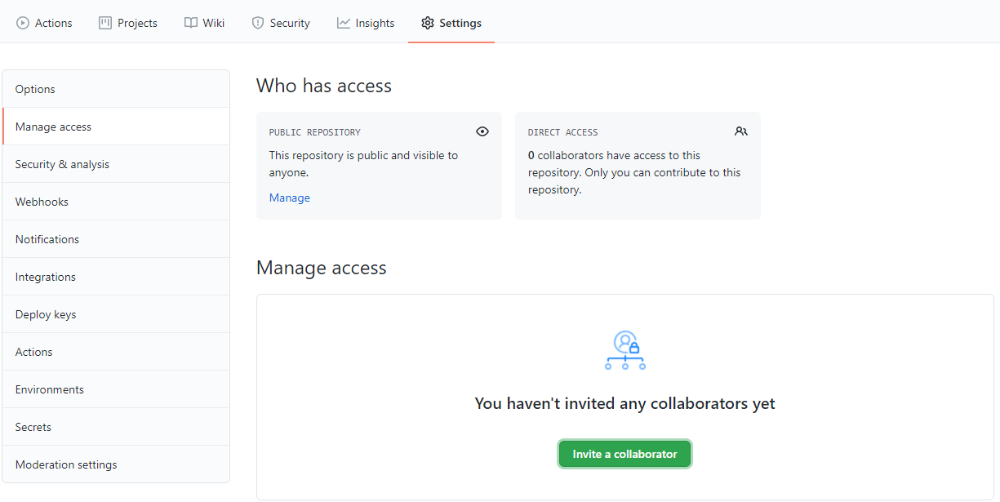 Actions Projects Wiki Security Insights Settings
Options
Manage access
Security & analysis
Webhooks
Notifications
Integrations
Deploy keys
Actions
Environments
Secrets
Moderation settings
Who has access
PUBLIC REPOSITORY
This repository is public and visible to
anyone.
Manage
DIRECT ACCESS
0 collaborators have access to this
repository. Only you can contribute to this
repository.
Manage access
You haven't invited any collaborators yet
Invite a collaborator